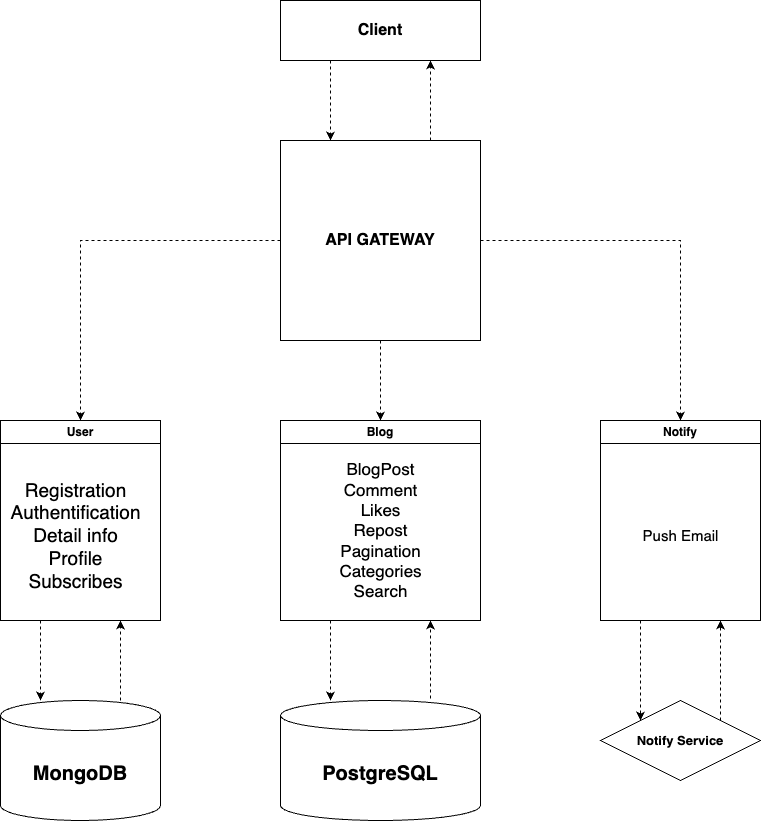 Client
API GATEWAY
User
Registration
Authentification
Detail info
Profile
Subscribes
Blog
BlogPost
Comment
Likes
Repost
Pagination
Categories
Search
Notify
Push Email
MongoDB
PostgreSQL
Notify Service